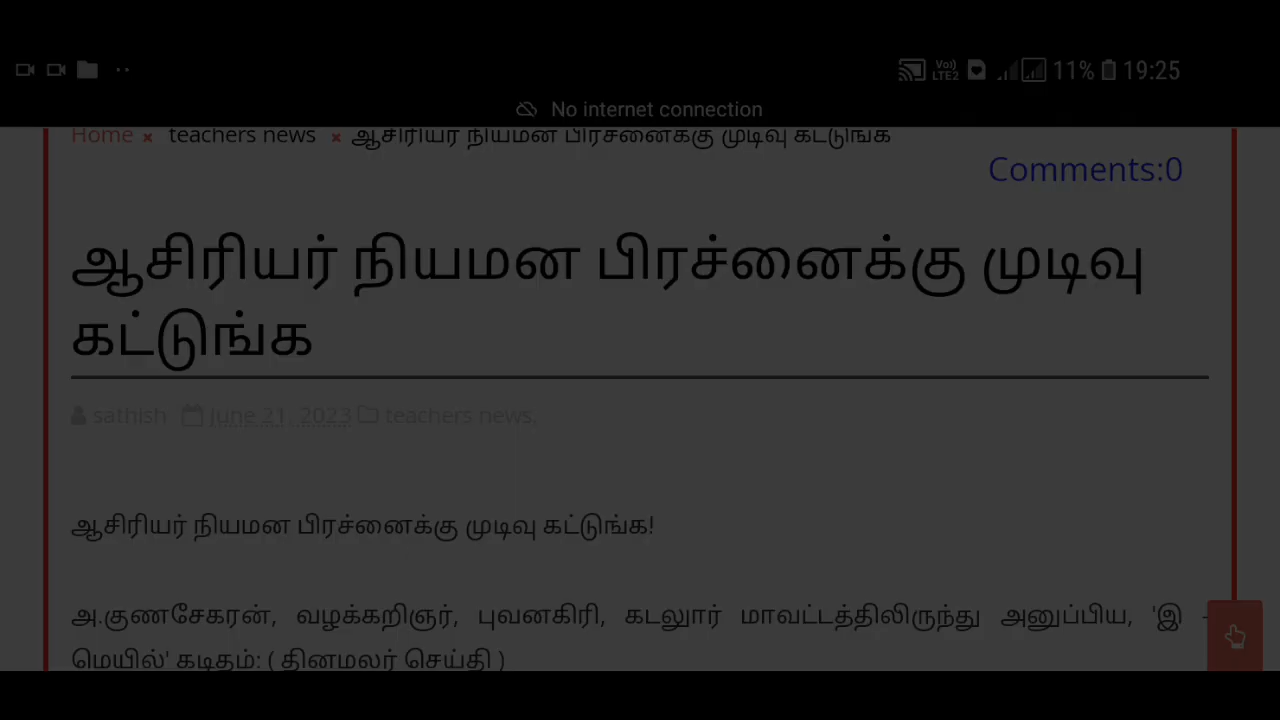 Vo) LTE2 11% 19:25
No internet connection
Home × teachers news × ஆசிரியர் நியமன பிரச்னைக்கு முடிவு கட்டுங்க
Comments:0
ஆசிரியர் நியமன பிரச்னைக்கு முடிவு
கட்டுங்க
sathish June 21, 2023 teachers news,
ஆசிரியர் நியமன பிரச்னைக்கு முடிவு கட்டுங்க!
அ.குணசேகரன், வழக்கறிஞர், புவனகிரி, கடலூர் மாவட்டத்திலிருந்து அனுப்பிய, 'இ -
மெயில்' கடிதம்: ( தினமலர் செய்தி )